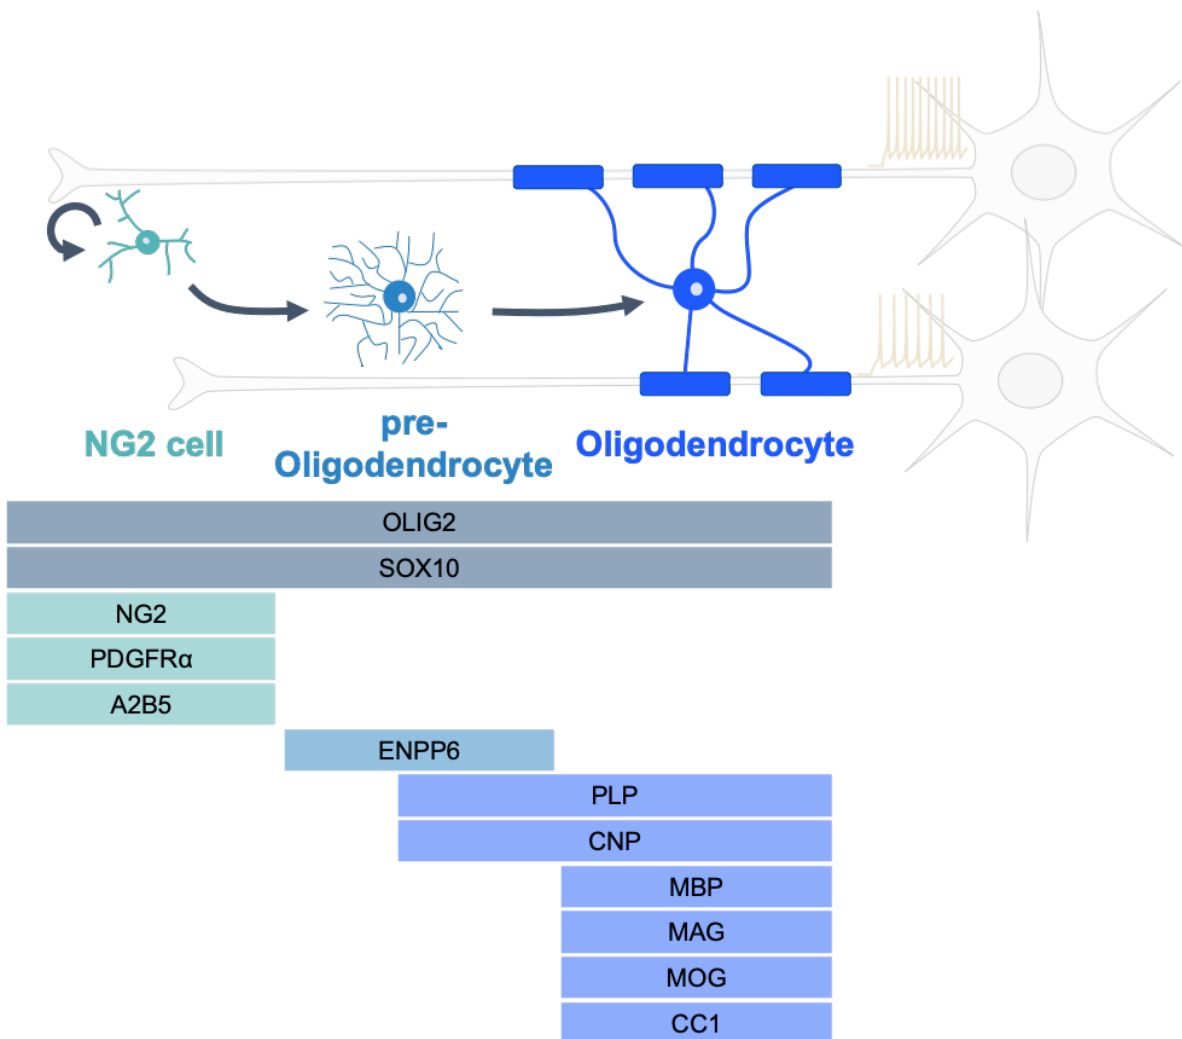 NG2 cell
pre-
Oligodendrocyte
Oligodendrocyte
OLIG2
SOX10
NG2
PDGFRα
A2B5
ENPP6
PLP
CNP
MBP
MAG
MOG
CC1